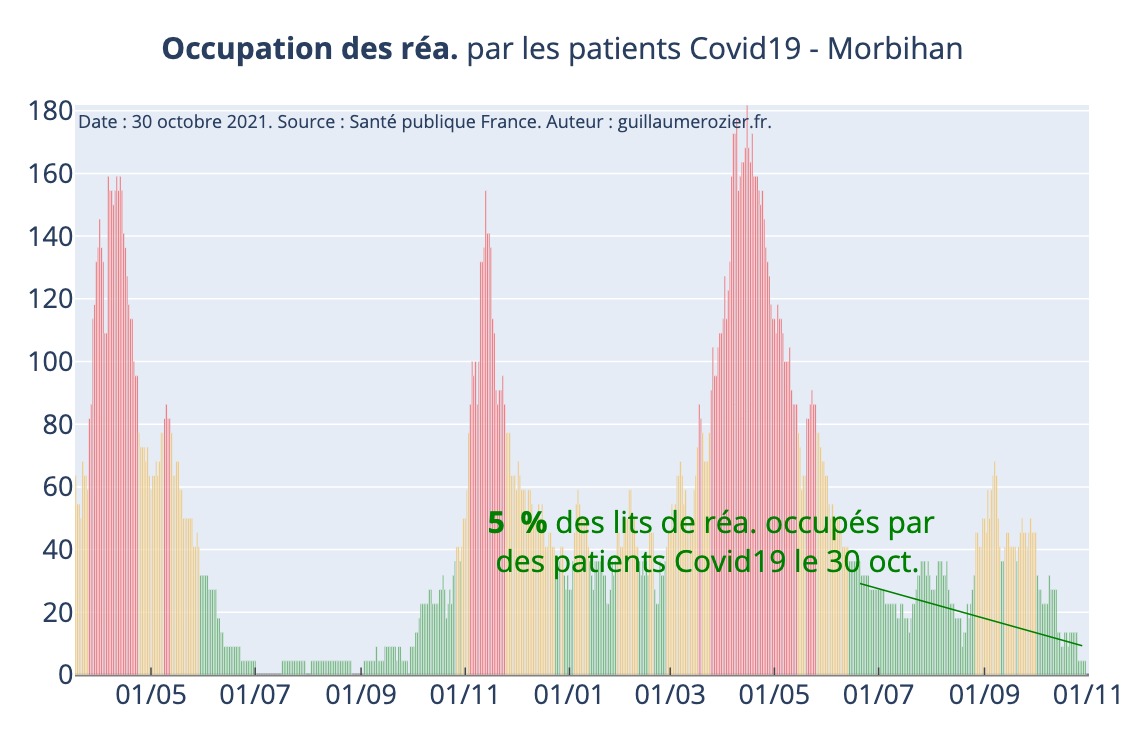 Occupation des réa. par les patients Covid19 - Morbihan
180
Date : 30 octobre 2021. Source : Santé publique France. Auteur : guillaumerozier.fr.
160
140
120
100
80
60
5 % des lits de réa. occupés par
des patients Covid19 le 30 oct.
40
20
0
01/05 01/07 01/09 01/11 01/01 01/03 01/05 01/07 01/09 01/11